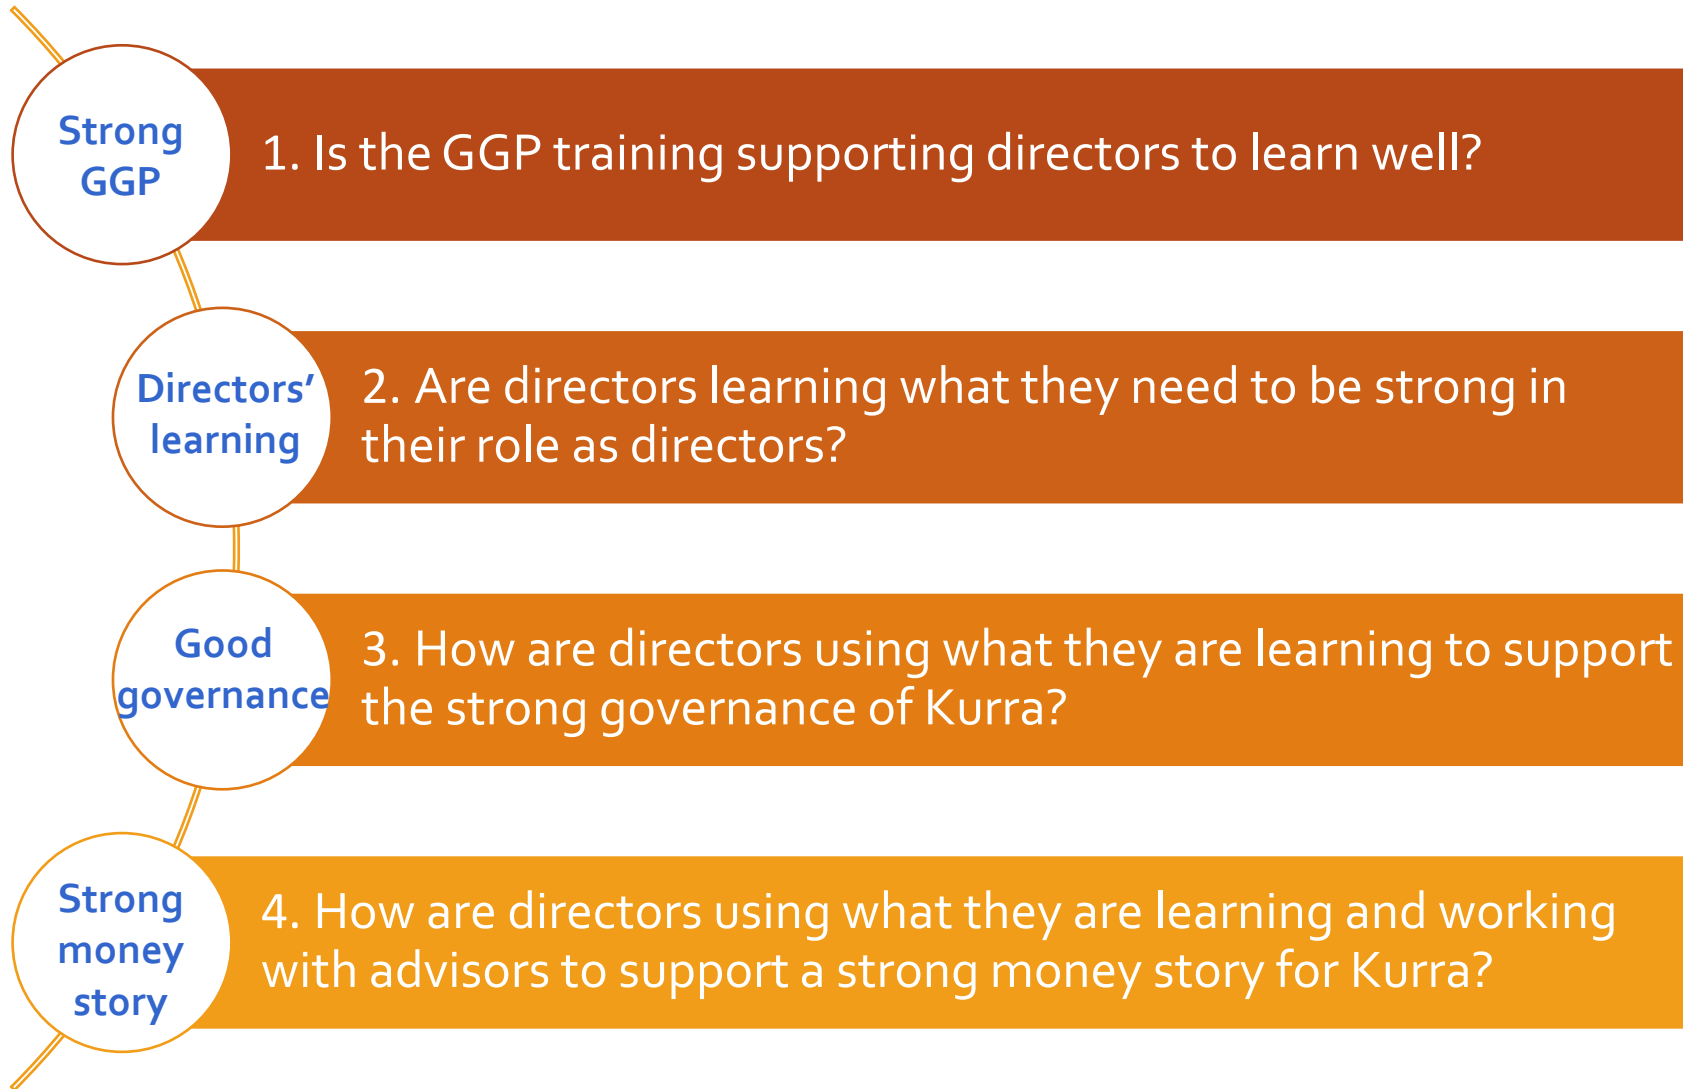 Strong
GGP
1. Is the GGP training supporting directors to learn well?
Directors’
learning
2. Are directors learning what they need to be strong in
their role as directors?
Good
governance
3. How are directors using what they are learning to support
the strong governance of Kurra?
Strong
money
story
4. How are directors using what they are learning and working
with advisors to support a strong money story for Kurra?